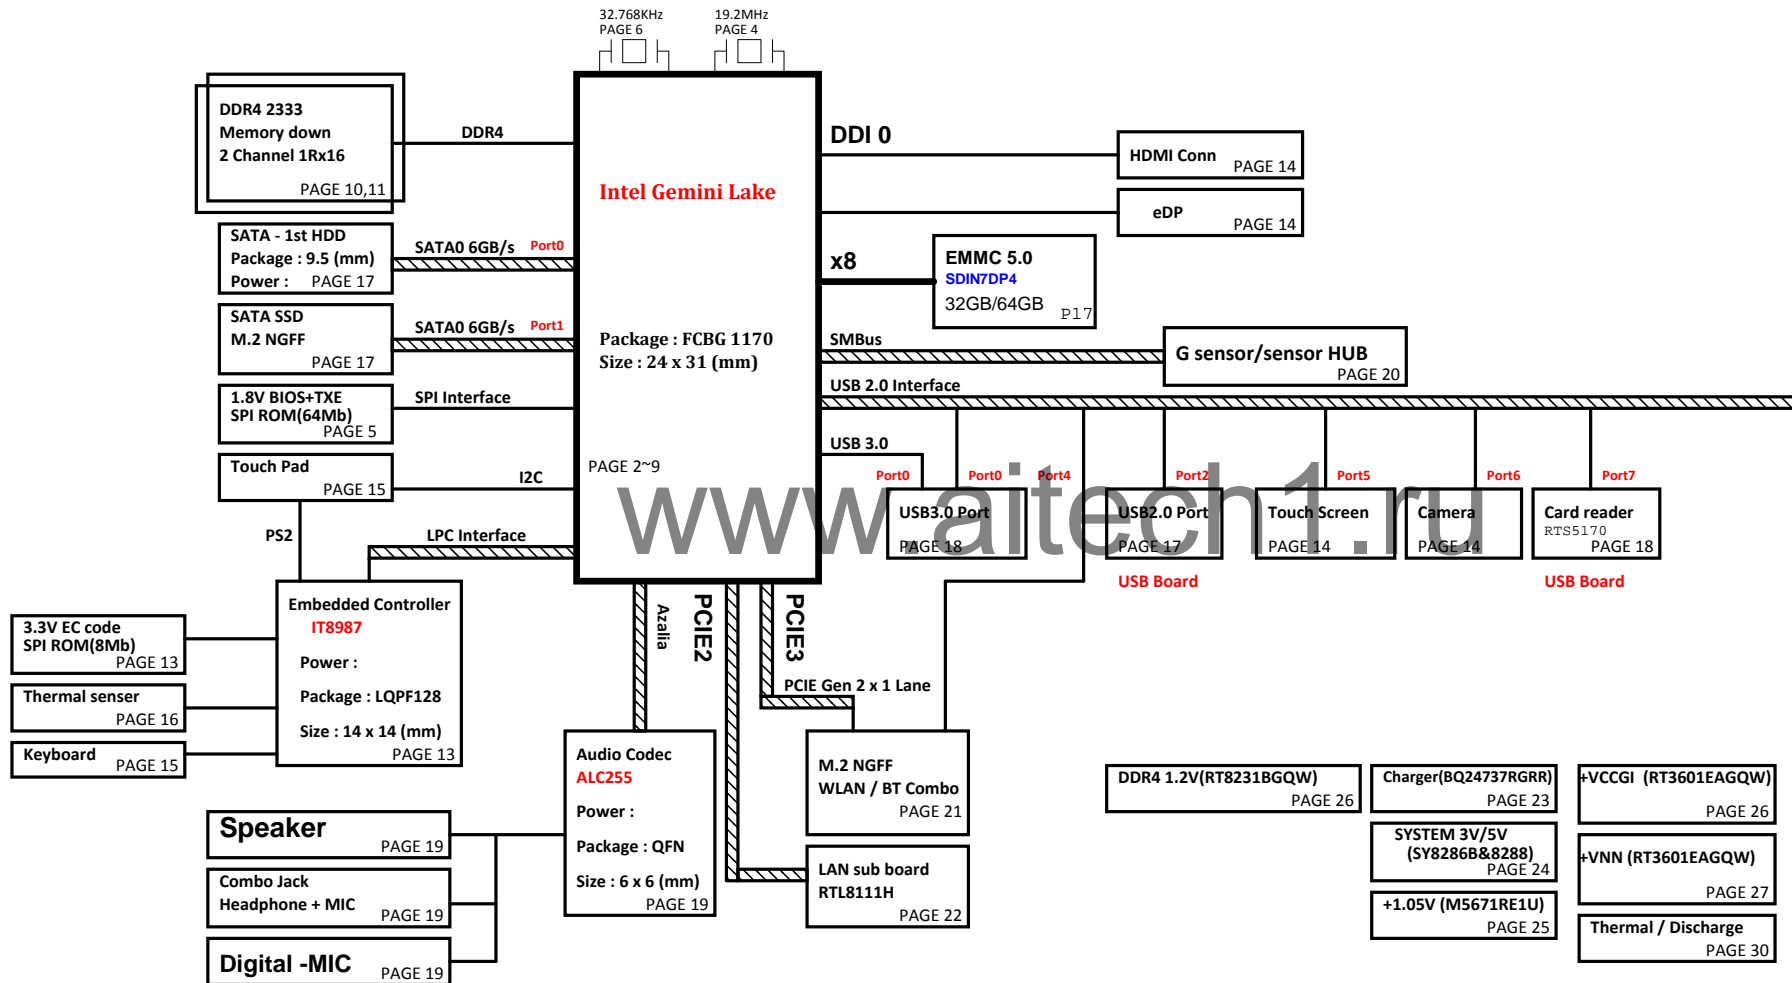 32.768KHz
PAGE 6
19.2MHz
PAGE 4
DDR4 2333
Memory down
2 Channel 1Rx16
PAGE 10,11
DDR4
SATA - 1st HDD
Package : 9.5 (mm)
Power :
PAGE 17
SATA0 6GB/s
Port0
SATA SSD
M.2 NGFF
PAGE 17
SATA0 6GB/s
Port1
1.8V BIOS+TXE
SPI ROM(64Mb)
PAGE 5
SPI Interface
Touch Pad
PAGE 15
I2C
PS2
LPC Interface
Intel Gemini Lake
Package : FCBG 1170
Size : 24 x 31 (mm)
PAGE 2~9
DDI 0
HDMI Conn
PAGE 14
eDP
PAGE 14
x8
EMMC 5.0
SDIN7DP4
32GB/64GB
P17
SMBus
G sensor/sensor HUB
PAGE 20
USB 2.0 Interface
USB 3.0
Port0
Port0
Port4
Port2
Port5
Port6
Port7
USB3.0 Port
PAGE 18
USB2.0 Port
PAGE 17
USB Board
Touch Screen
PAGE 14
Camera
PAGE 14
Card reader
RTS5170
PAGE 18
USB Board
www.aitech1.ru
Embedded Controller
IT8987
Power :
Package : LQPF128
Size : 14 x 14 (mm)
PAGE 13
3.3V EC code
SPI ROM(8Mb)
PAGE 13
Thermal senser
PAGE 16
Keyboard
PAGE 15
Azalia
PCIE2
PCIE3
PCIE Gen 2 x 1 Lane
Audio Codec
ALC255
Power :
Package : QFN
Size : 6 x 6 (mm)
PAGE 19
Speaker
PAGE 19
Combo Jack
Headphone + MIC
PAGE 19
Digital -MIC
PAGE 19
M.2 NGFF
WLAN / BT Combo
PAGE 21
LAN sub board
RTL8111H
PAGE 22
DDR4 1.2V(RT8231BGQW)
PAGE 26
Charger(BQ24737RGRR)
PAGE 23
SYSTEM 3V/5V
(SY8286B&8288)
PAGE 24
+1.05V (M5671RE1U)
PAGE 25
+VCCGI (RT3601EAGQW)
PAGE 26
+VNN (RT3601EAGQW)
PAGE 27
Thermal / Discharge
PAGE 30